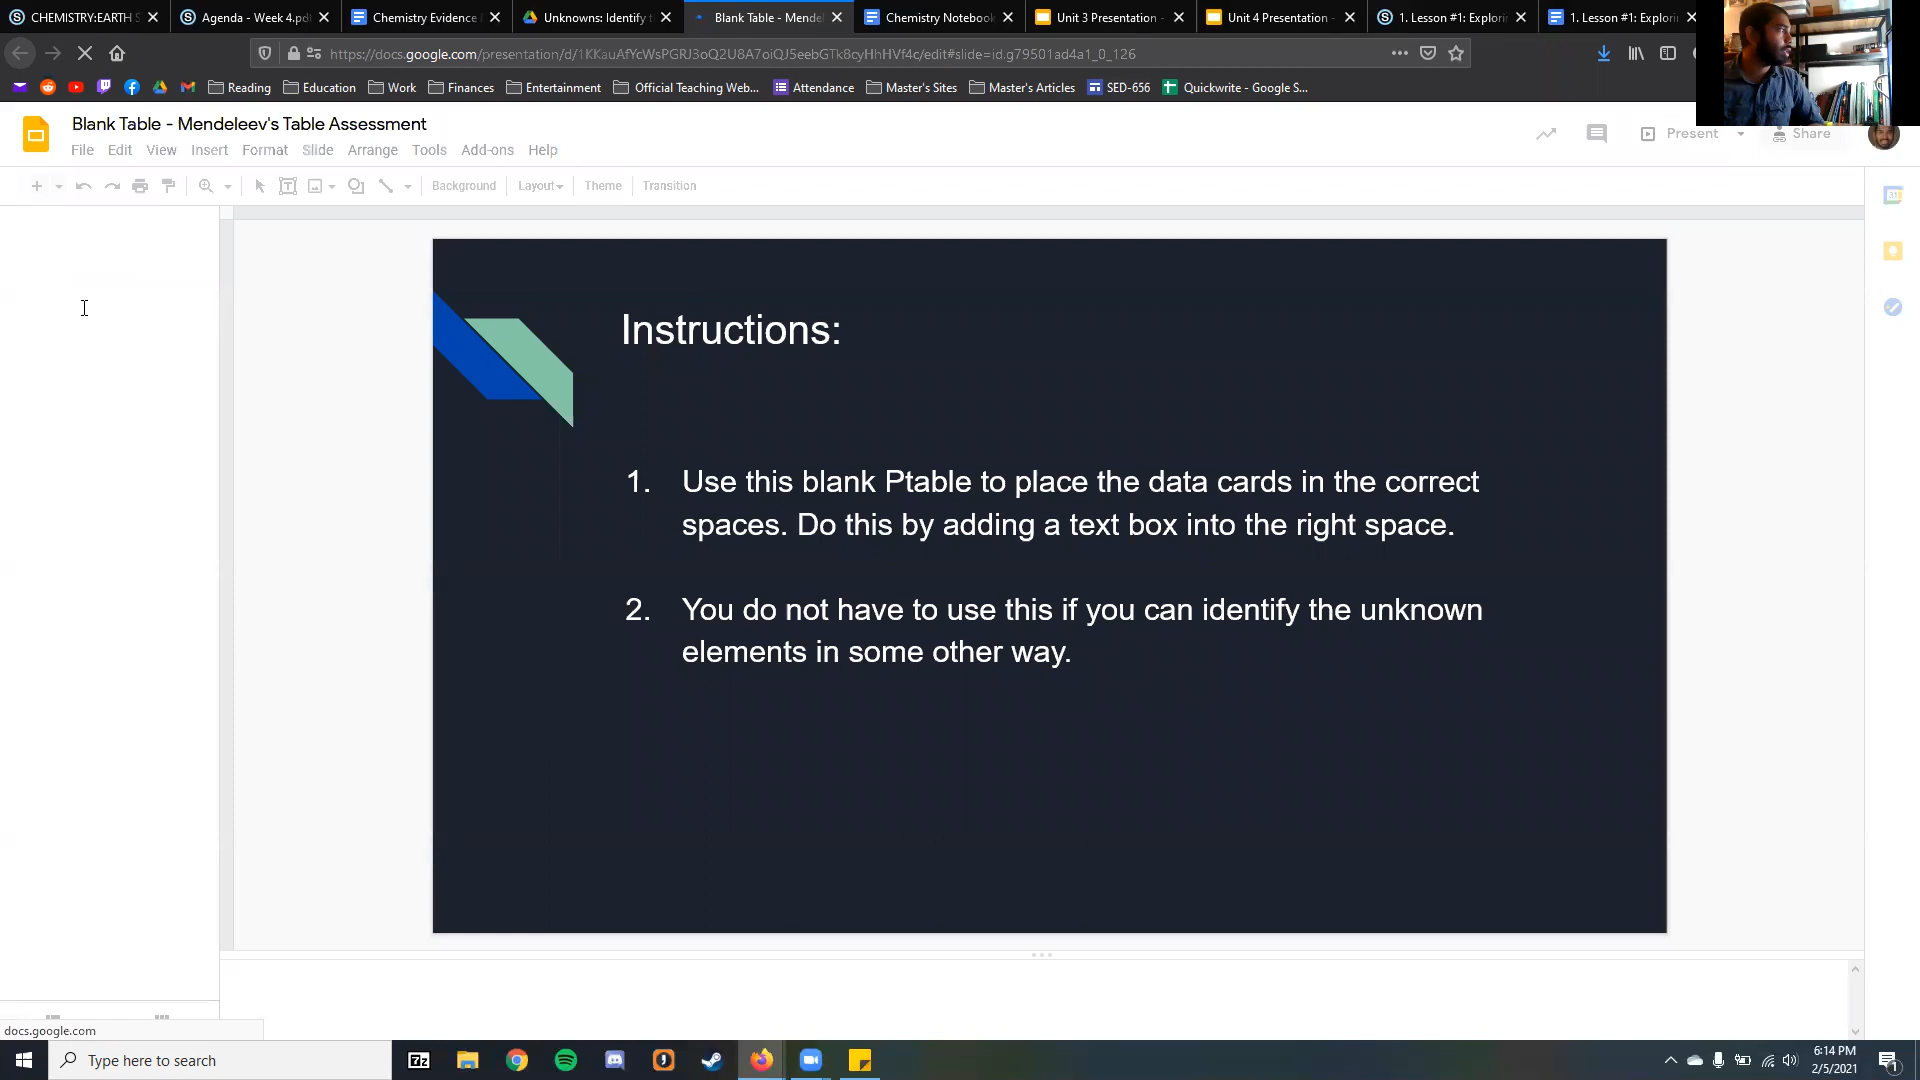 CHEMISTRY:EARTH S
Agenda - Week 4.pdf
Chemistry Evidence
Unknowns: Identify t
Blank Table - Mendel
Chemistry Notebook
Unit 3 Presentation -
Unit 4 Presentation -
1. Lesson #1: Explori
1. Lesson #1: Explori
https://docs.google.com/presentation/d/1KKauAfYcWsPGRJ3oQ2U8A7oiQJ5eebGTk8cyHhHVf4c/edit#slide=id.g79501ad4a1_0_126
Reading
Education
Work
Finances
Entertainment
Official Teaching Web...
Attendance
Master's Sites
Master's Articles
SED-656
Quickwrite - Google S...
Blank Table - Mendeleev's Table Assessment
File Edit View Insert Format Slide Arrange Tools Add-ons Help
Present
Share
Background Layout Theme Transition
31
Instructions:
1. Use this blank Ptable to place the data cards in the correct
spaces. Do this by adding a text box into the right space.
2. You do not have to use this if you can identify the unknown
elements in some other way.
docs.google.com
Type here to search
7z
6:14 PM
2/5/2021
1